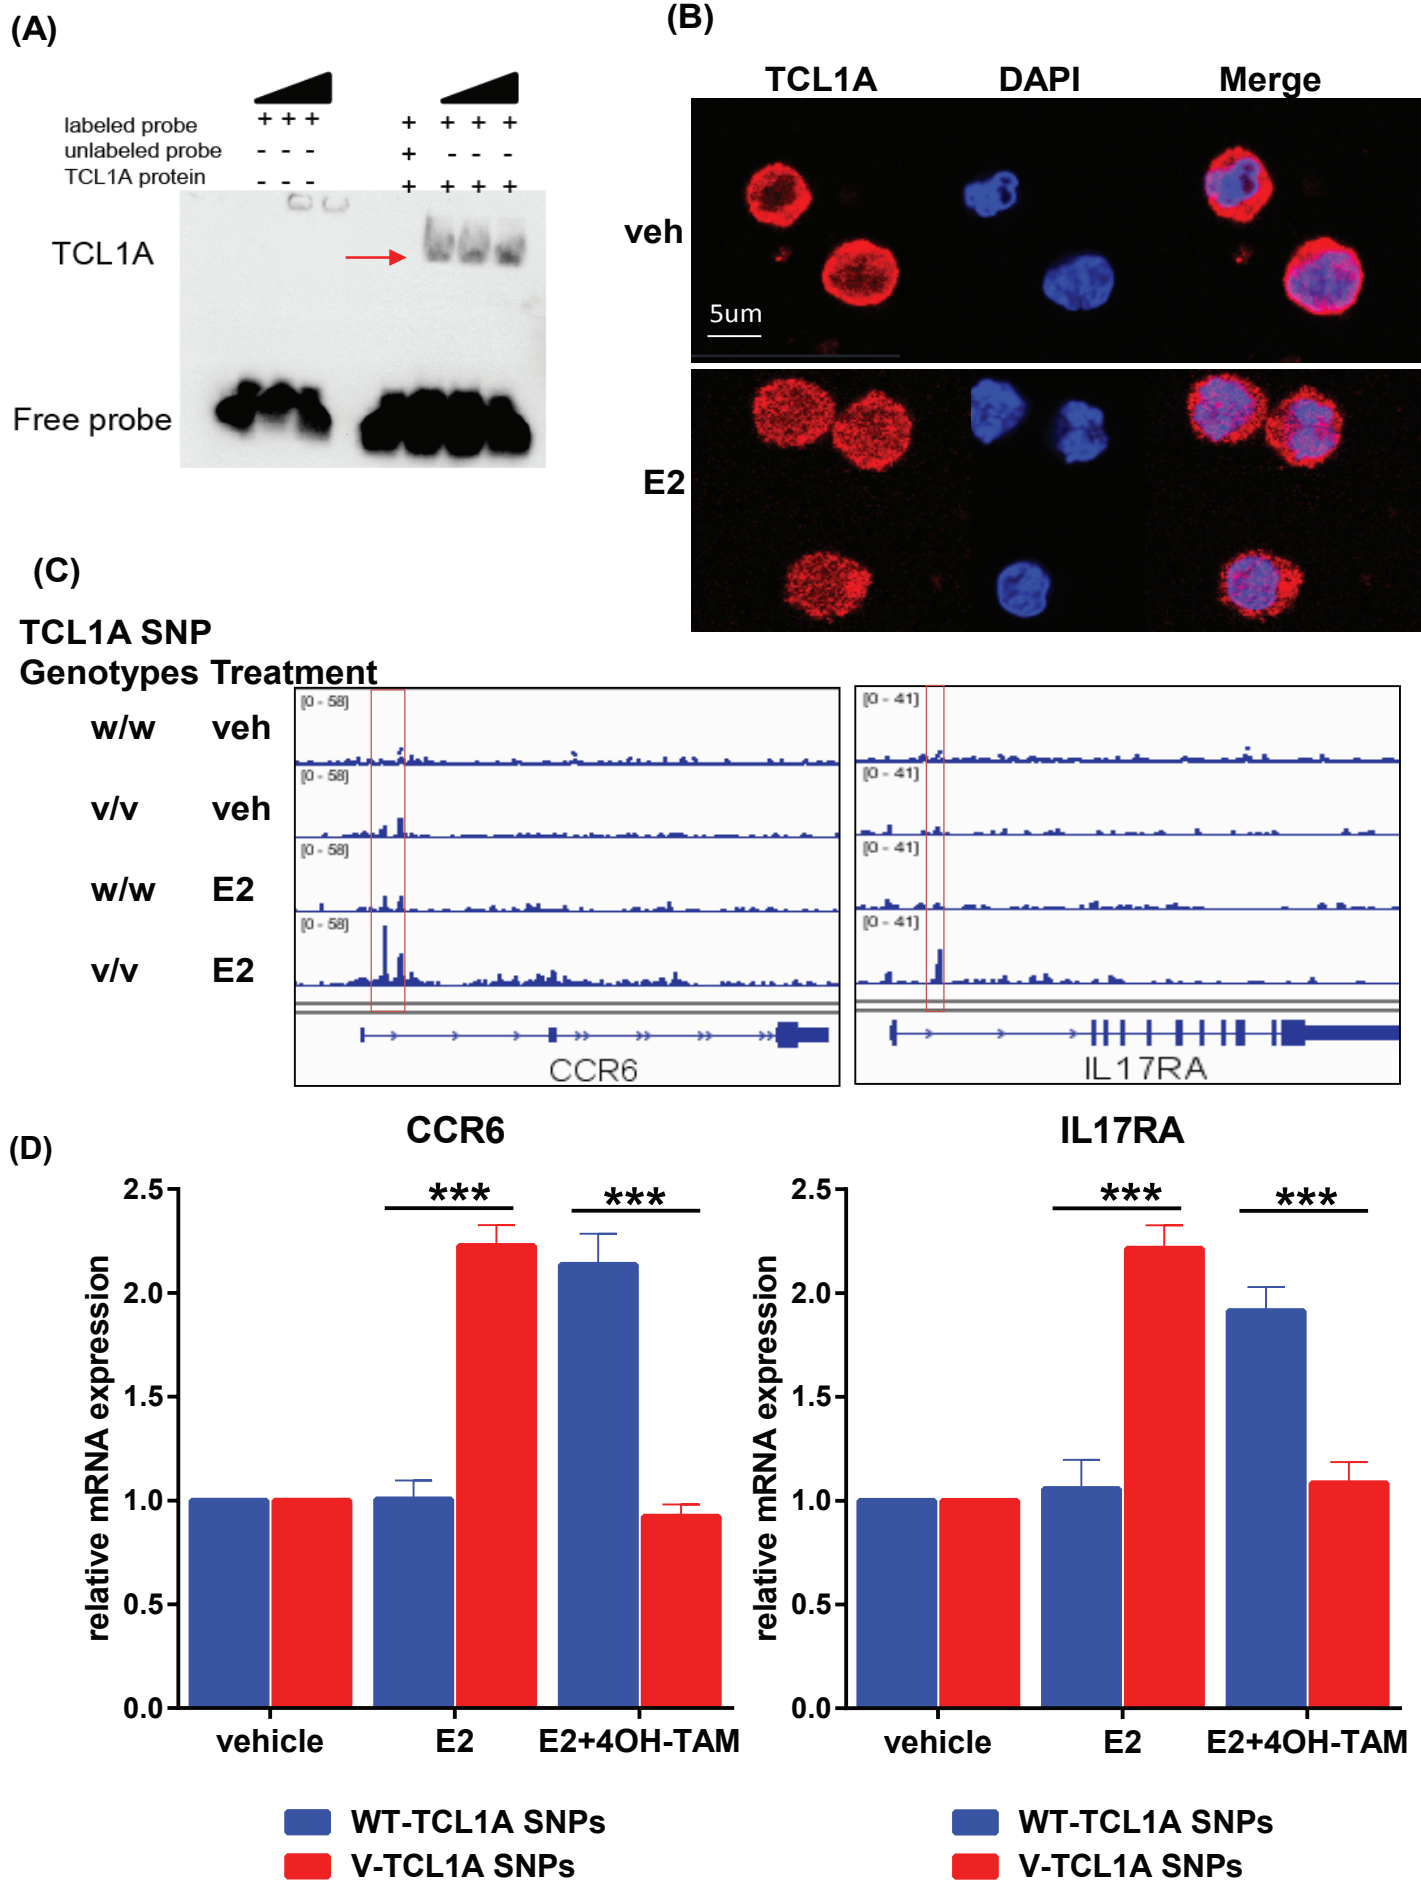 (A)
labeled probe + + + + + + +
unlabeled probe - - - + - - -
TCL1A protein - - - + + + +
TCL1A
Free probe
(B)
TCL1A DAPI Merge
veh
5um
E2
(C)
TCL1A SNP
Genotypes Treatment
w/w veh
v/v veh
w/w E2
v/v E2
[0 - 58]
[0 - 58]
[0 - 58]
[0 - 58]
CCR6
[0 - 41]
[0 - 41]
[0 - 41]
[0 - 41]
IL17RA
(D)
CCR6
relative mRNA expression
2.5
2.0
1.5
1.0
0.5
0.0
*** ***
vehicle E2 E2+4OH-TAM
WT-TCL1A SNPs
V-TCL1A SNPs
IL17RA
relative mRNA expression
2.5
2.0
1.5
1.0
0.5
0.0
*** ***
vehicle E2 E2+4OH-TAM
WT-TCL1A SNPs
V-TCL1A SNPs